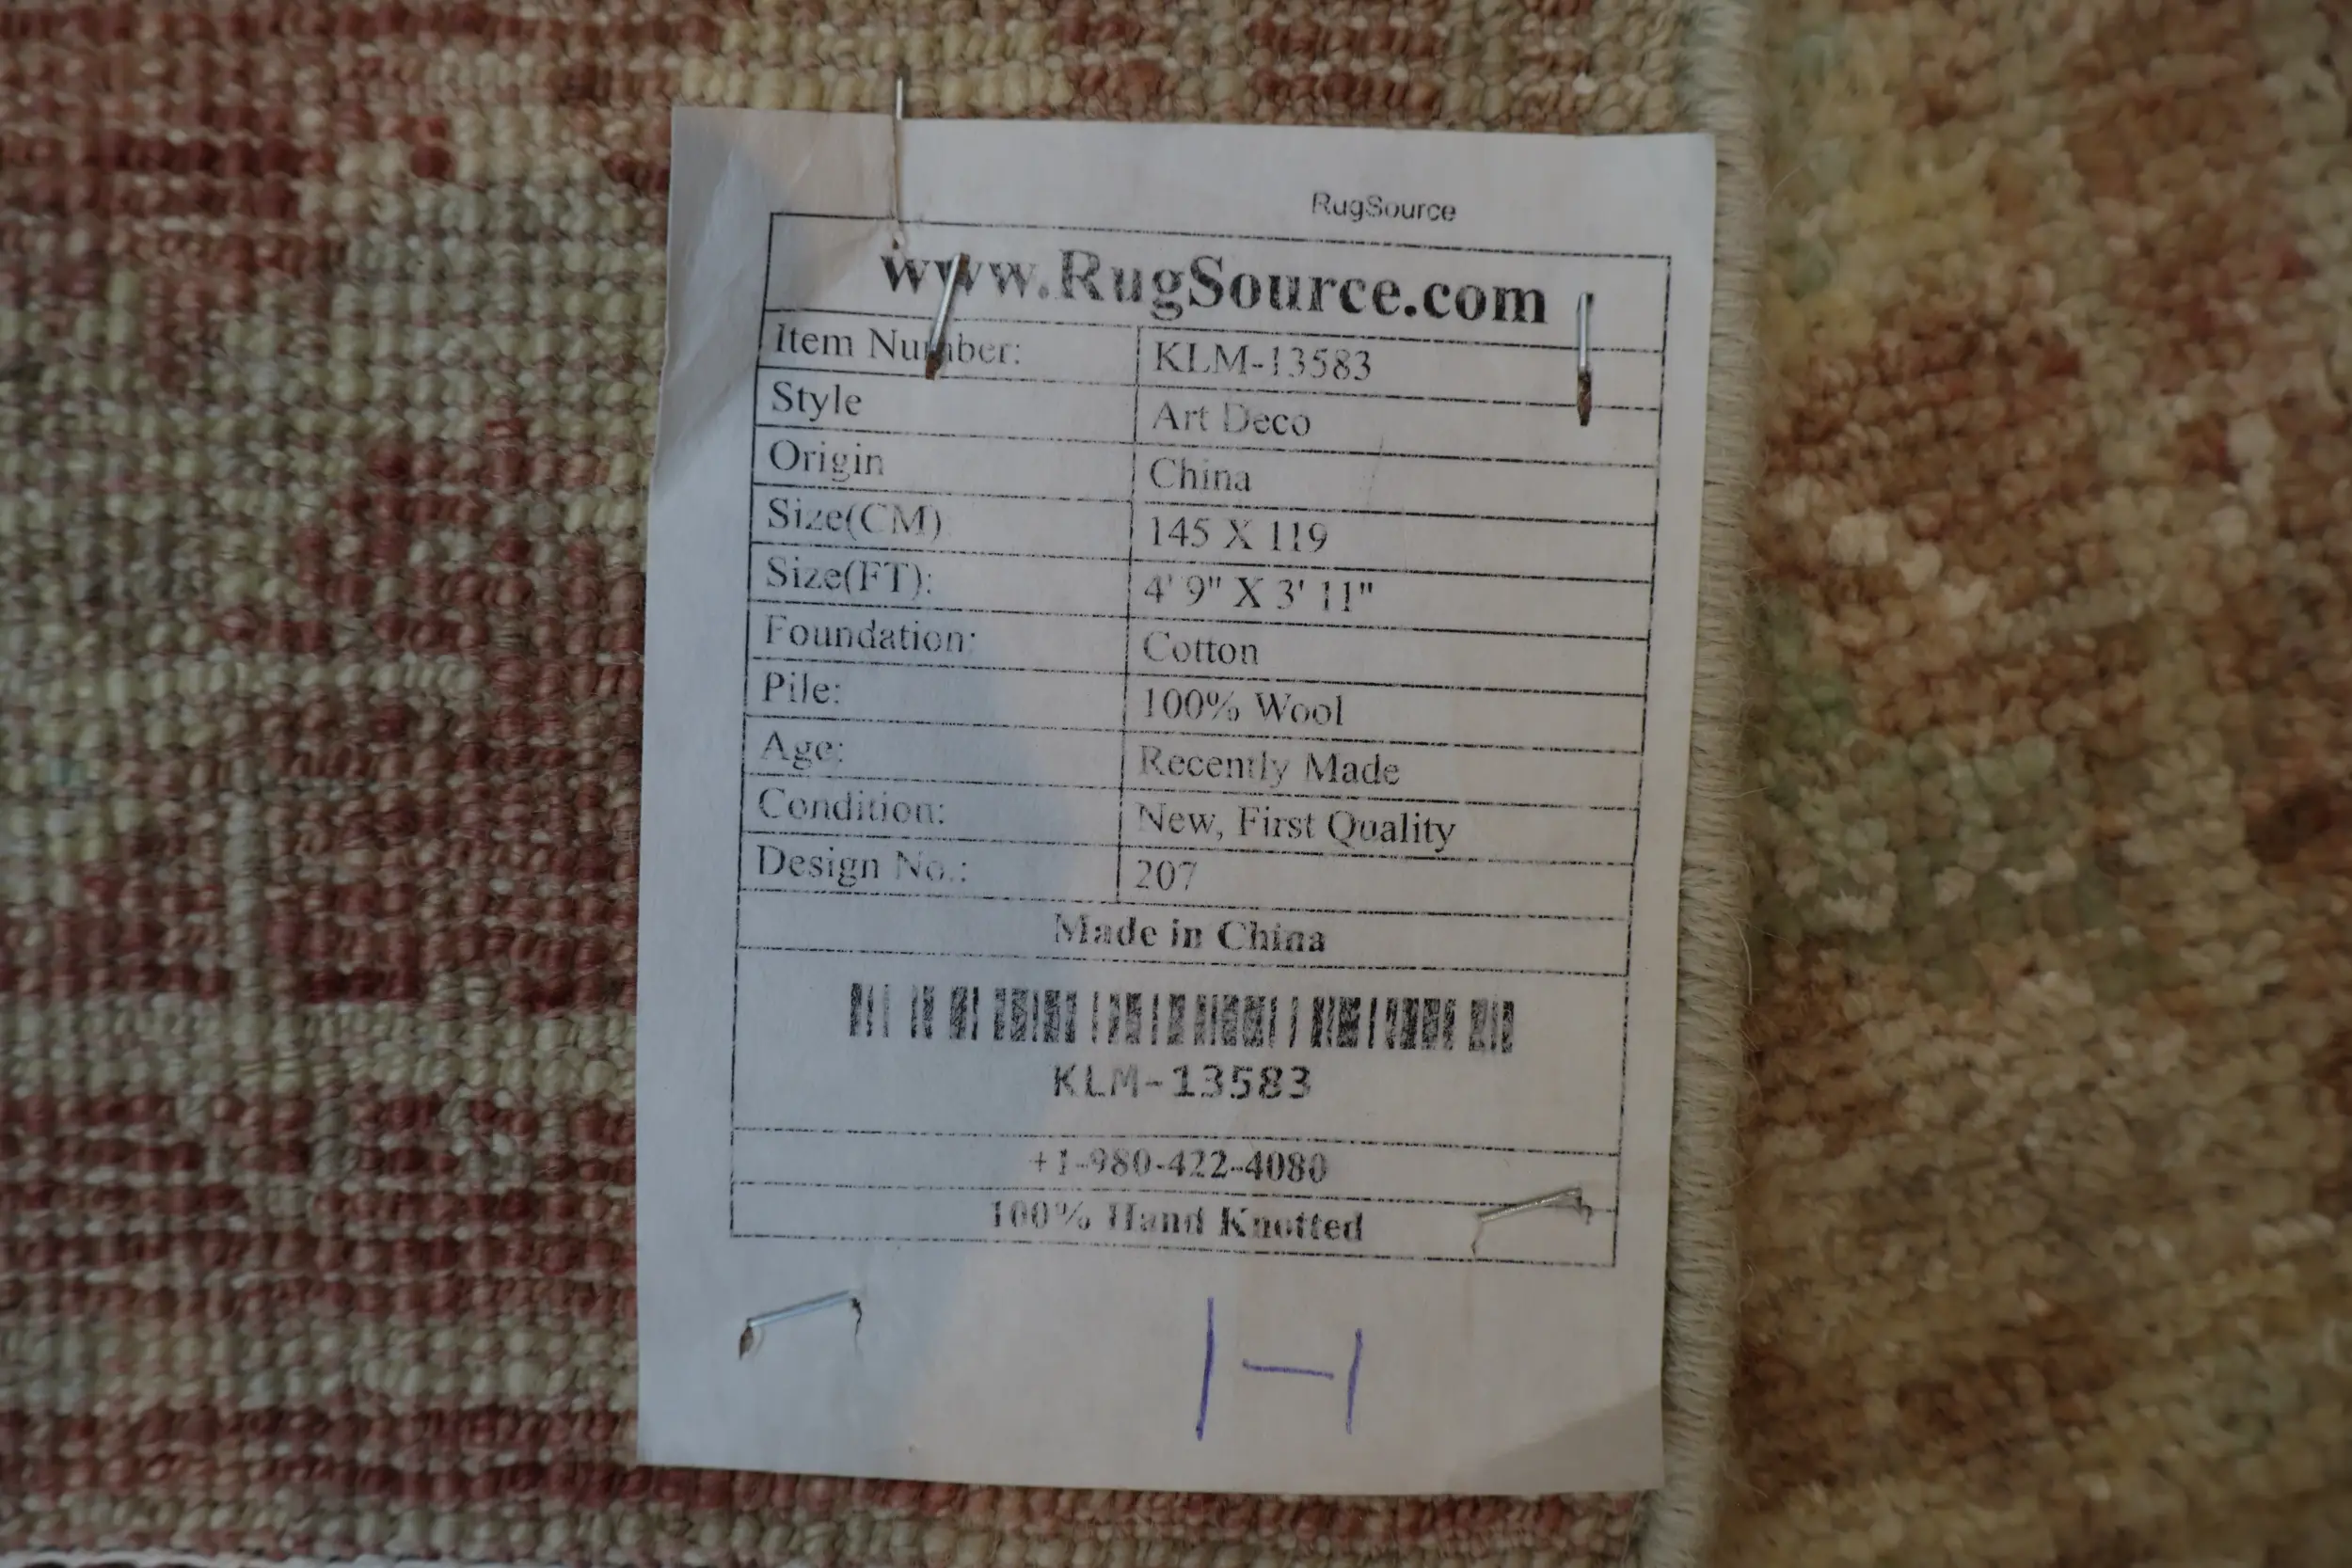 RugSource
www.RugSource.com
Item Number: KLM-13583
Style Art Deco
Origin China
Size(CM) 145 X 119
Size(FT): 4' 9" X 3' 11"
Foundation: Cotton
Pile: 100% Wool
Age: Recently Made
Condition: New, First Quality
Design No.: 207
Made in China
KLM-13583
+1-980-422-4080
100% Hand Knotted
1-1